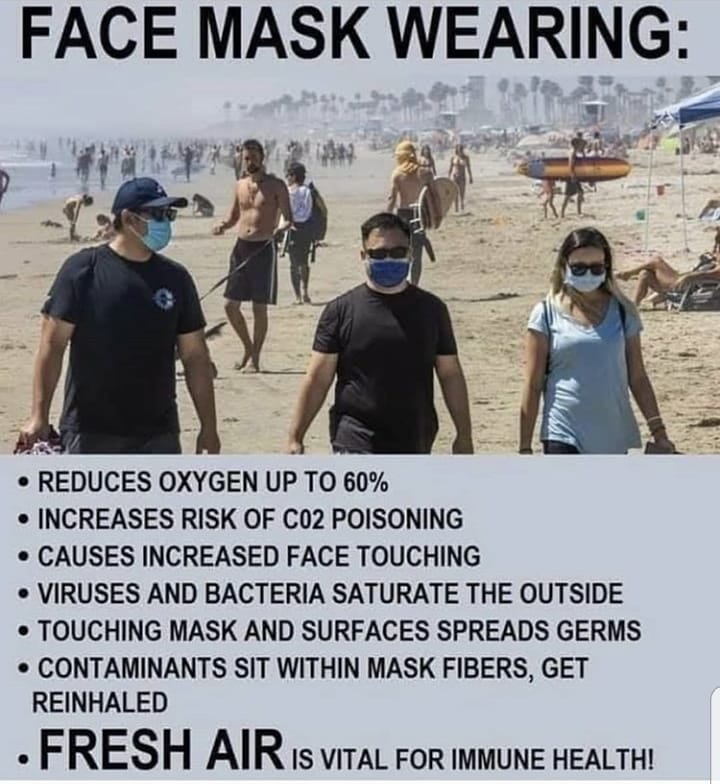 FACE MASK WEARING:
• REDUCES OXYGEN UP TO 60%
• INCREASES RISK OF C02 POISONING
• CAUSES INCREASED FACE TOUCHING
• VIRUSES AND BACTERIA SATURATE THE OUTSIDE
• TOUCHING MASK AND SURFACES SPREADS GERMS
• CONTAMINANTS SIT WITHIN MASK FIBERS, GET
REINHALED
• FRESH AIR IS VITAL FOR IMMUNE HEALTH!